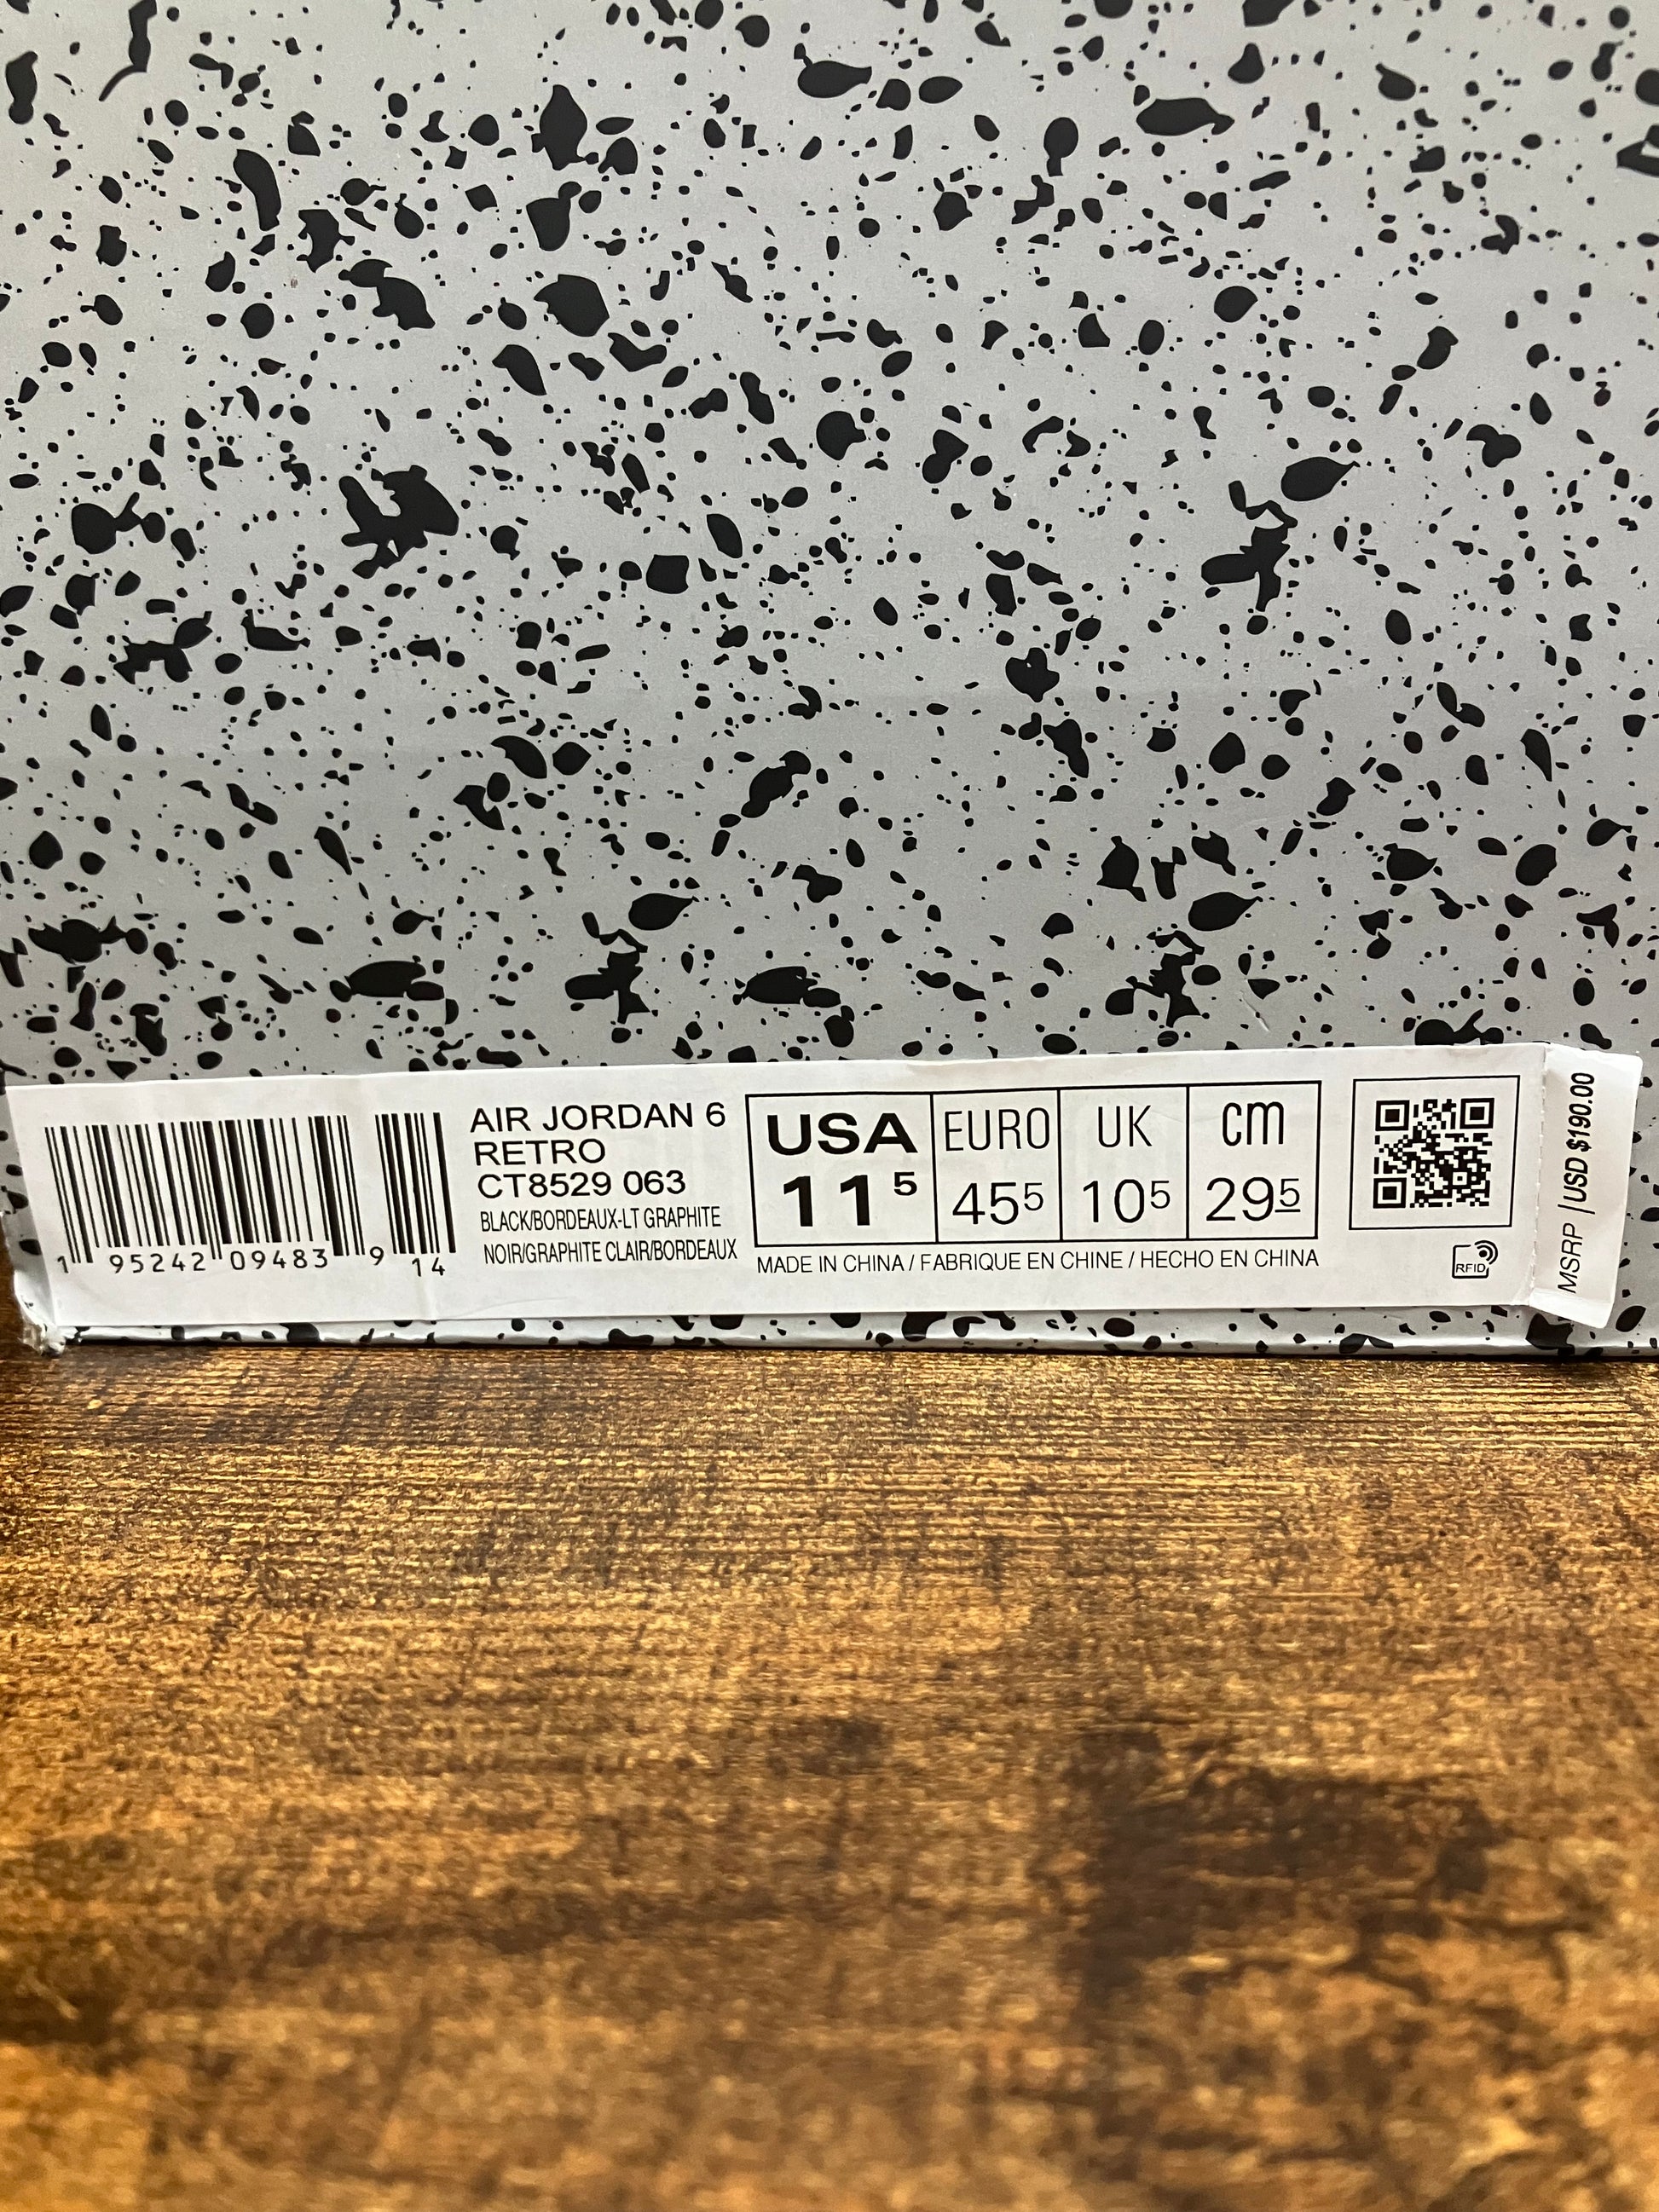 1 95242 09483 9 14
AIR JORDAN 6
RETRO
CT8529 063
BLACK/BORDEAUX-LT GRAPHITE
NOIR/GRAPHITE CLAIR/BORDEAUX
USA EURO UK cm
11 5 45 5 10 5 29 5
MADE IN CHINA / FABRIQUE EN CHINE / HECHO EN CHINA
RFID
MSRP |USD $190.00